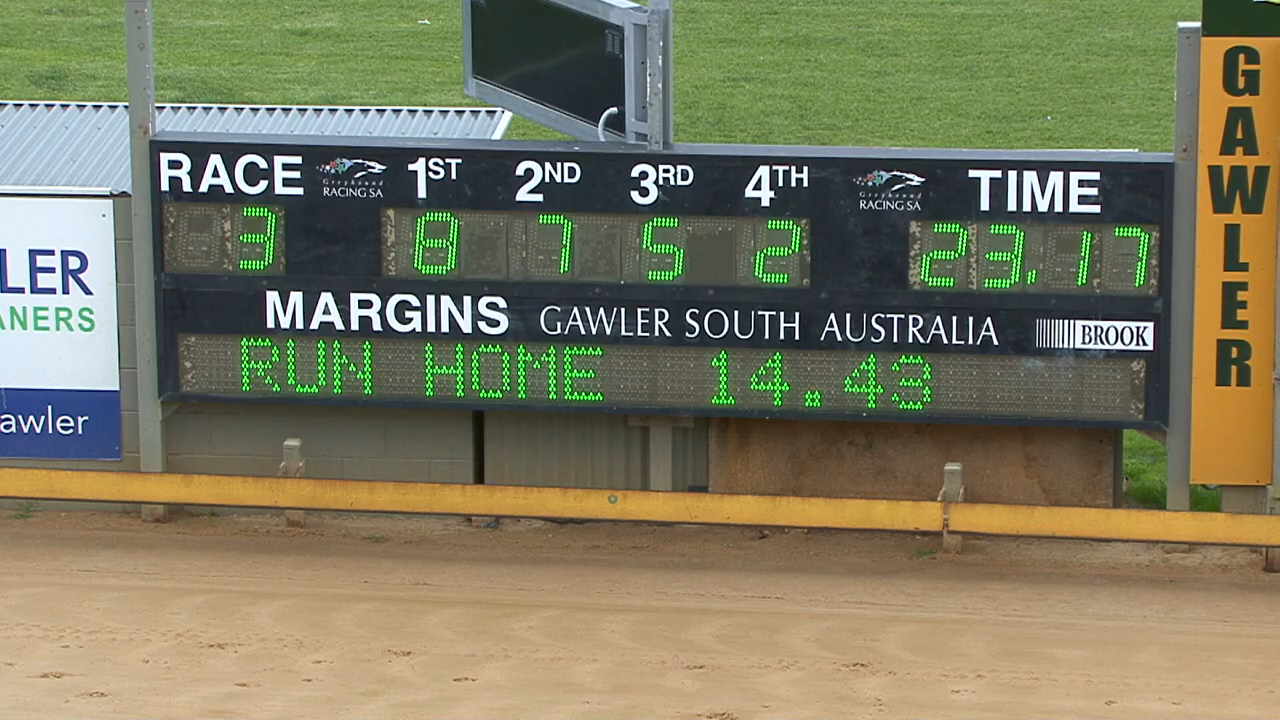 RACE
Greyhound
RACING SA
1ST 2ND 3RD 4TH
Greyhound
RACING SA
TIME
3 8 7 5 2 23.17
MARGINS GAWLER SOUTH AUSTRALIA BROOK
RUN HOME 14.43
LER
ANERS
awler
GAWLER